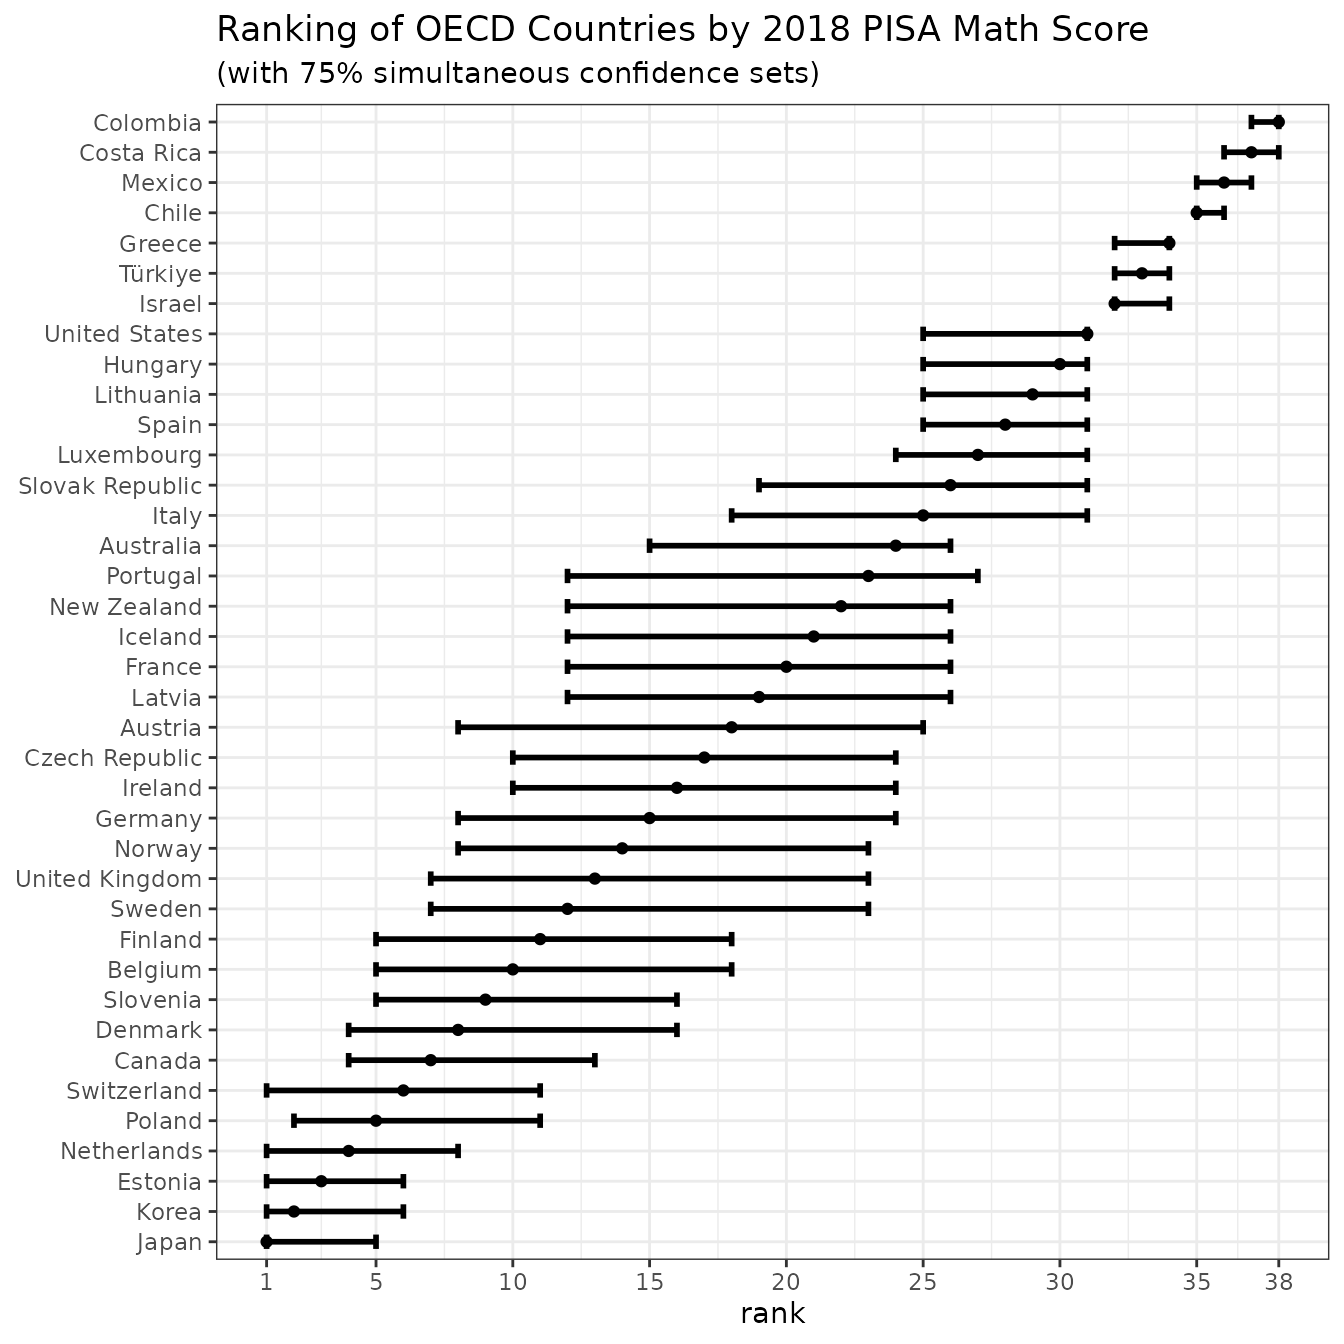 Ranking of OECD Countries by 2018 PISA Math Score
(with 75% simultaneous confidence sets)
Colombia
Costa Rica
Mexico
Chile
Greece
Türkiye
Israel
United States
Hungary
Lithuania
Spain
Luxembourg
Slovak Republic
Italy
Australia
Portugal
New Zealand
Iceland
France
Latvia
Austria
Czech Republic
Ireland
Germany
Norway
United Kingdom
Sweden
Finland
Belgium
Slovenia
Denmark
Canada
Switzerland
Poland
Netherlands
Estonia
Korea
Japan
1 5 10 15 20 25 30 35 38
rank